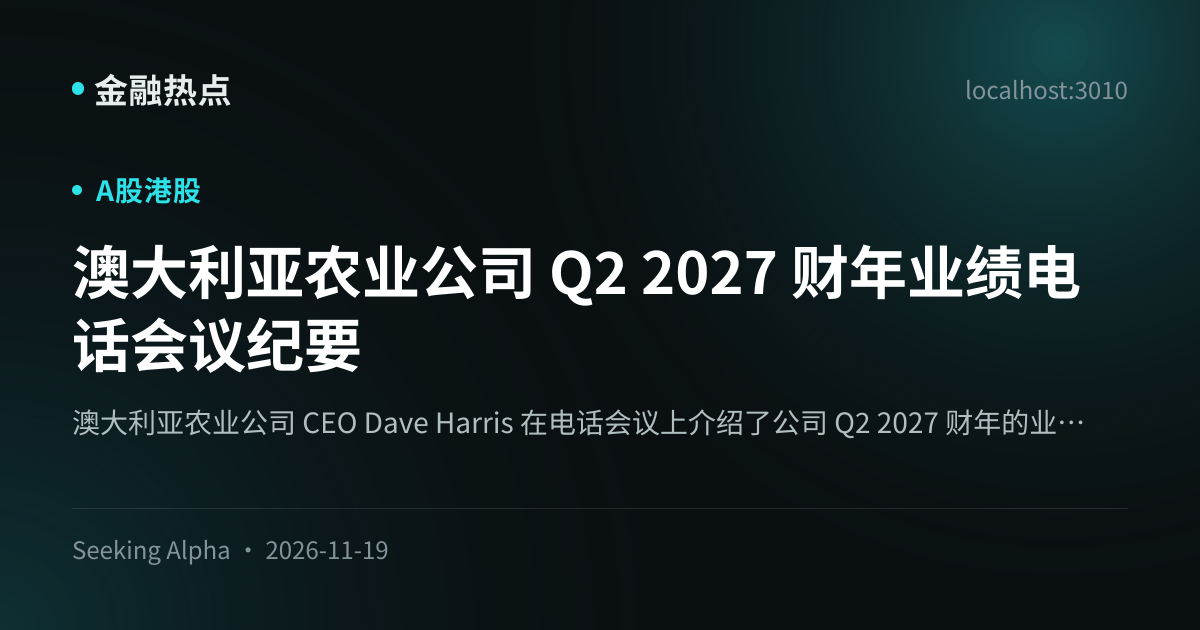 金融热点
localhost:3010
A股港股
澳大利亚农业公司 Q2 2027 财年业绩电
话会议纪要
澳大利亚农业公司 CEO Dave Harris 在电话会议上介绍了公司 Q2 2027 财年的业…
Seeking Alpha · 2026-11-19